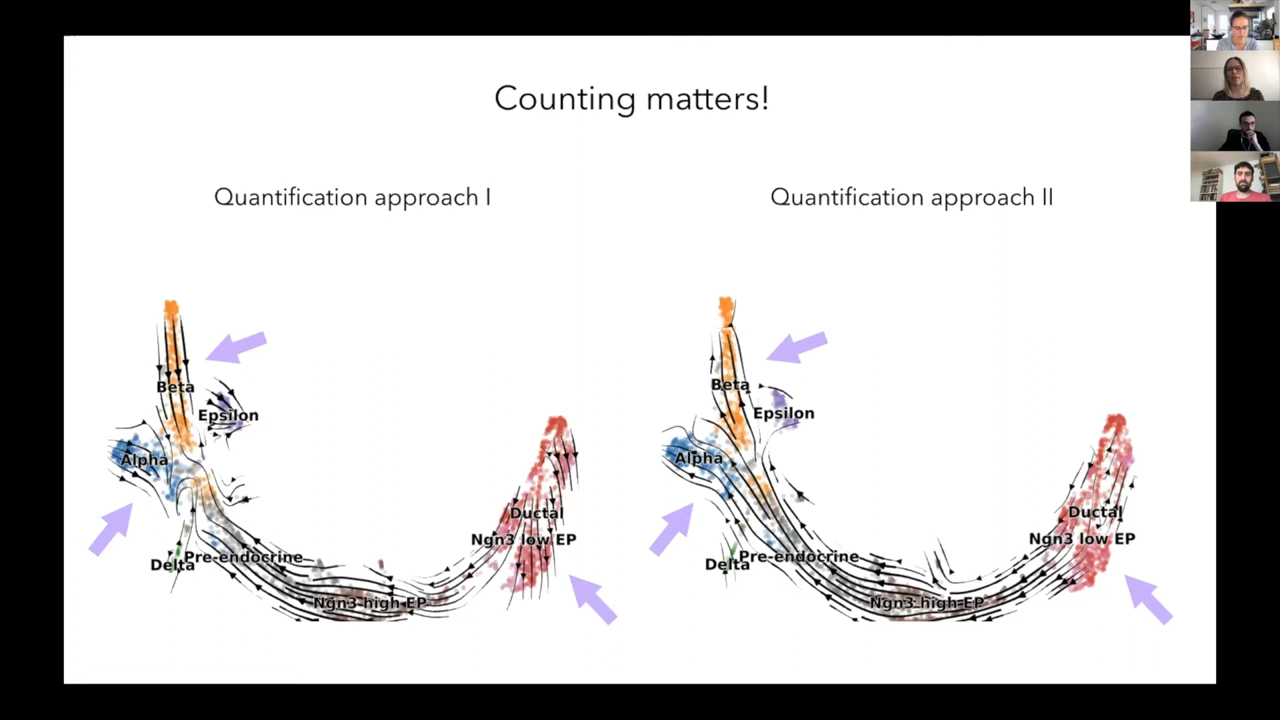 Counting matters!
Quantification approach I
Quantification approach II
Beta
Epsilon
Alpha
Ductal
Ngn3 low EP
Pre-endocrine
Delta
Ngn3 high EP
Beta
Epsilon
Alpha
Ductal
Ngn3 low EP
Pre-endocrine
Delta
Ngn3 high EP